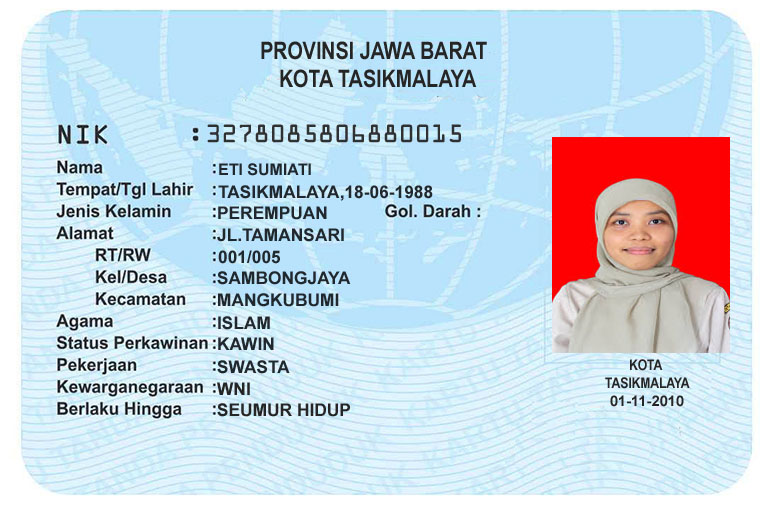 PROVINSI JAWA BARAT
KOTA TASIKMALAYA
NIK :3278085806880015
Nama :ETI SUMIATI
Tempat/Tgl Lahir :TASIKMALAYA,18-06-1988
Jenis Kelamin :PEREMPUAN Gol. Darah :
Alamat :JL.TAMANSARI
RT/RW :001/005
Kel/Desa :SAMBONGJAYA
Kecamatan :MANGKUBUMI
Agama :ISLAM
Status Perkawinan :KAWIN
Pekerjaan :SWASTA
Kewarganegaraan :WNI
Berlaku Hingga :SEUMUR HIDUP
KOTA
TASIKMALAYA
01-11-2010